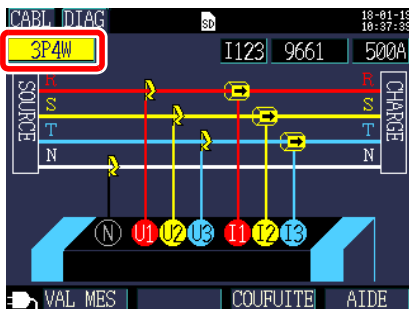 CABL DIAG SD 18-01-19
10:37:39
3P4W I123 9661 500A
SOURCE R R CHARGE
S S
T T
N N
N U1 U2 U3 I1 I2 I3
VAL MES COUFUITE AIDE